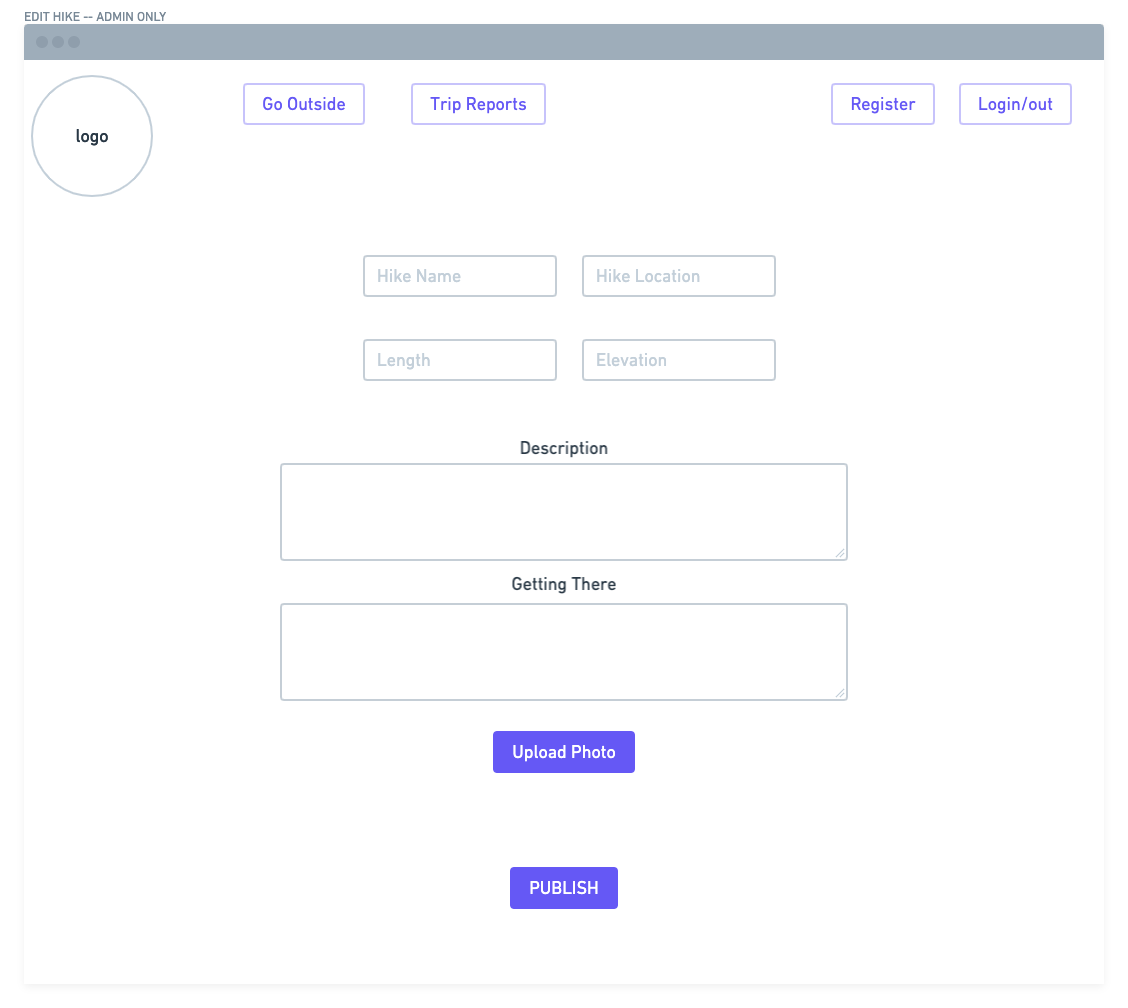 EDIT HIKE -- ADMIN ONLY
logo
Go Outside
Trip Reports
Register
Login/out
Hike Name
Hike Location
Length
Elevation
Description
Getting There
Upload Photo
PUBLISH